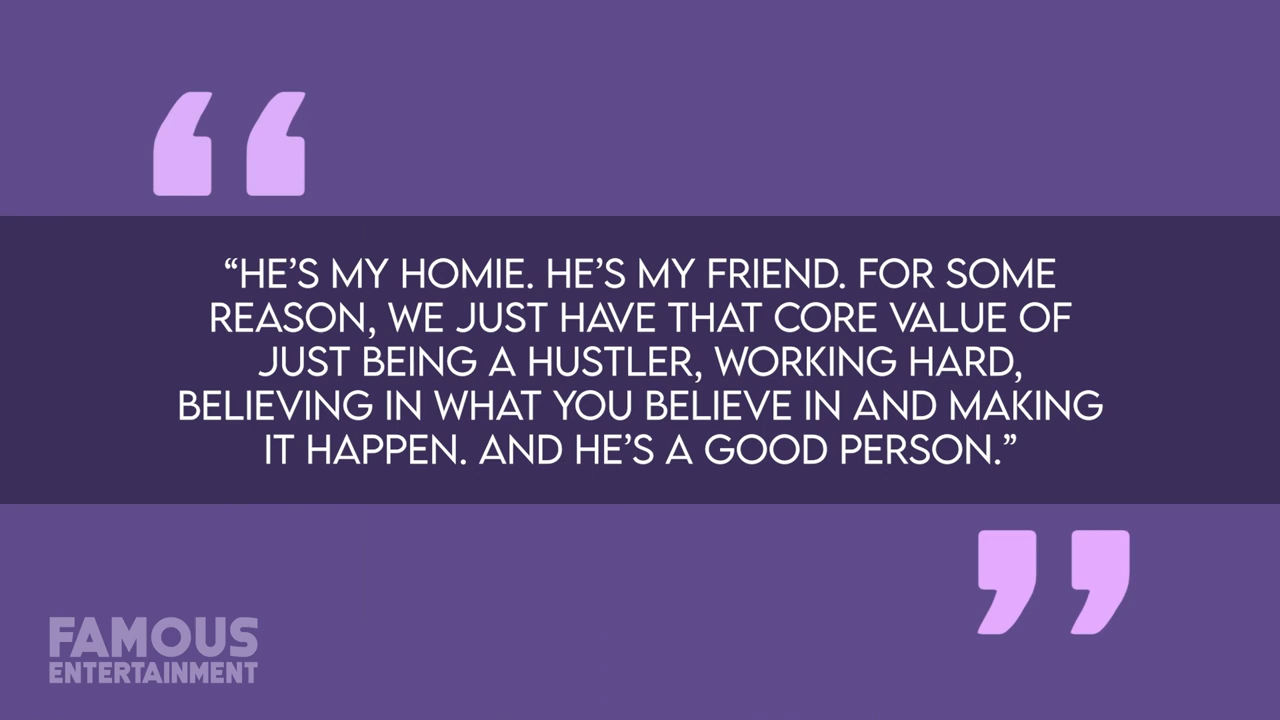 “HE’S MY HOMIE. HE’S MY FRIEND. FOR SOME
REASON, WE JUST HAVE THAT CORE VALUE OF
JUST BEING A HUSTLER, WORKING HARD,
BELIEVING IN WHAT YOU BELIEVE IN AND MAKING
IT HAPPEN. AND HE’S A GOOD PERSON.”
FAMOUS
ENTERTAINMENT